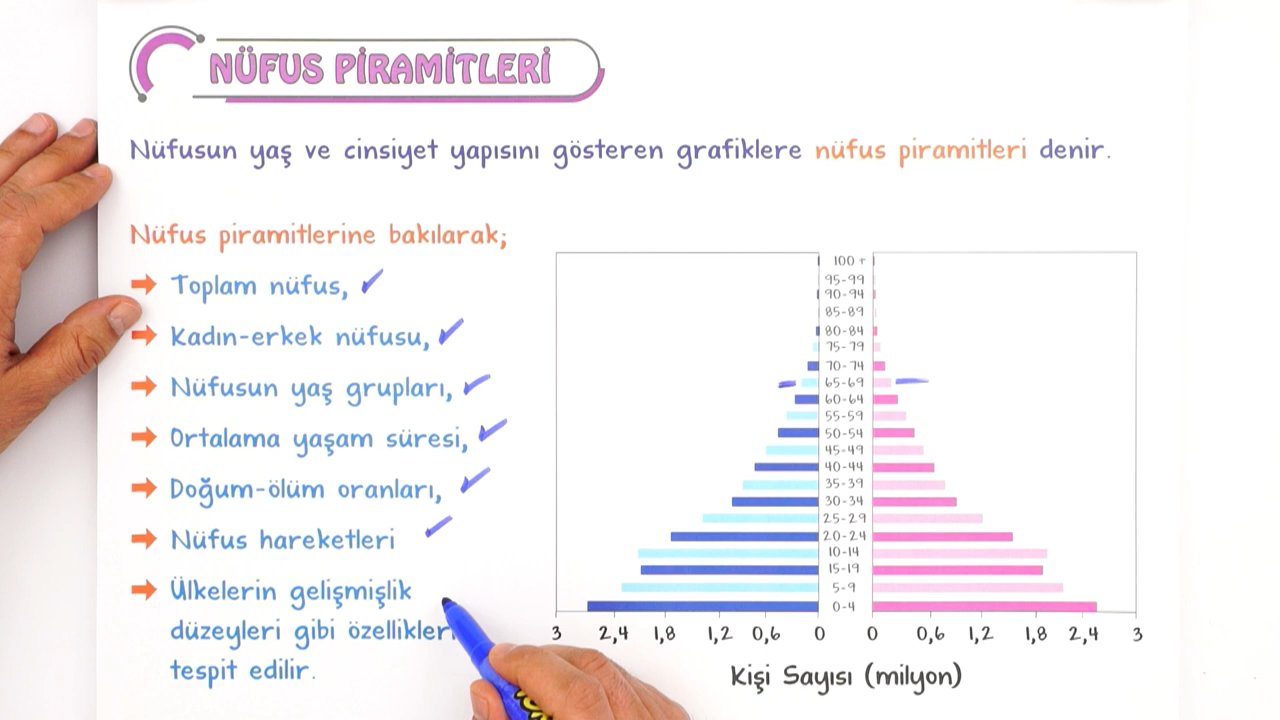 NÜFUS PİRAMİTLERİ
Nüfusun yaş ve cinsiyet yapısını gösteren grafiklere nüfus piramitleri denir.
Nüfus piramitlerine bakılarak;
Toplam nüfus,
Kadın-erkek nüfusu,
Nüfusun yaş grupları,
Ortalama yaşam süresi,
Doğum-ölüm oranları,
Nüfus hareketleri
Ülkelerin gelişmişlik
düzeyleri gibi özellikleri
tespit edilir.
100 +
95-99
90-94
85-89
80-84
75-79
70-74
65-69
60-64
55-59
50-54
45-49
40-44
35-39
30-34
25-29
20-24
10-14
15-19
5-9
0-4
3 2,4 1,8 1,2 0,6 0 0 0,6 1,2 1,8 2,4 3
Kişi Sayısı (milyon)